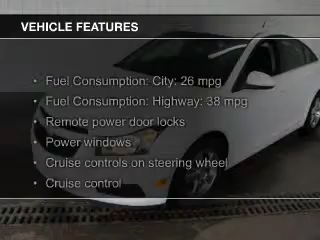 VEHICLE FEATURES
• Fuel Consumption: City: 26 mpg
• Fuel Consumption: Highway: 38 mpg
• Remote power door locks
• Power windows
• Cruise controls on steering wheel
• Cruise control